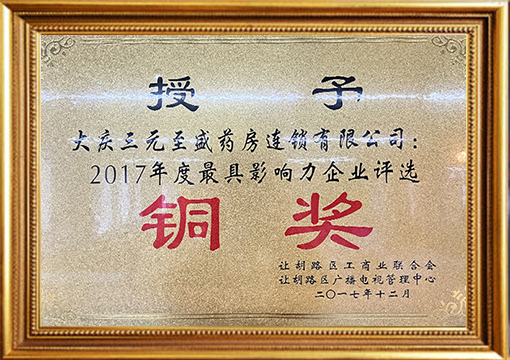 授予
大庆三元至盛药房连锁有限公司：
2017年度最具影响力企业评选
铜奖
让胡路区工商业联合会
让胡路区广播电视管理中心
二〇一七年十二月